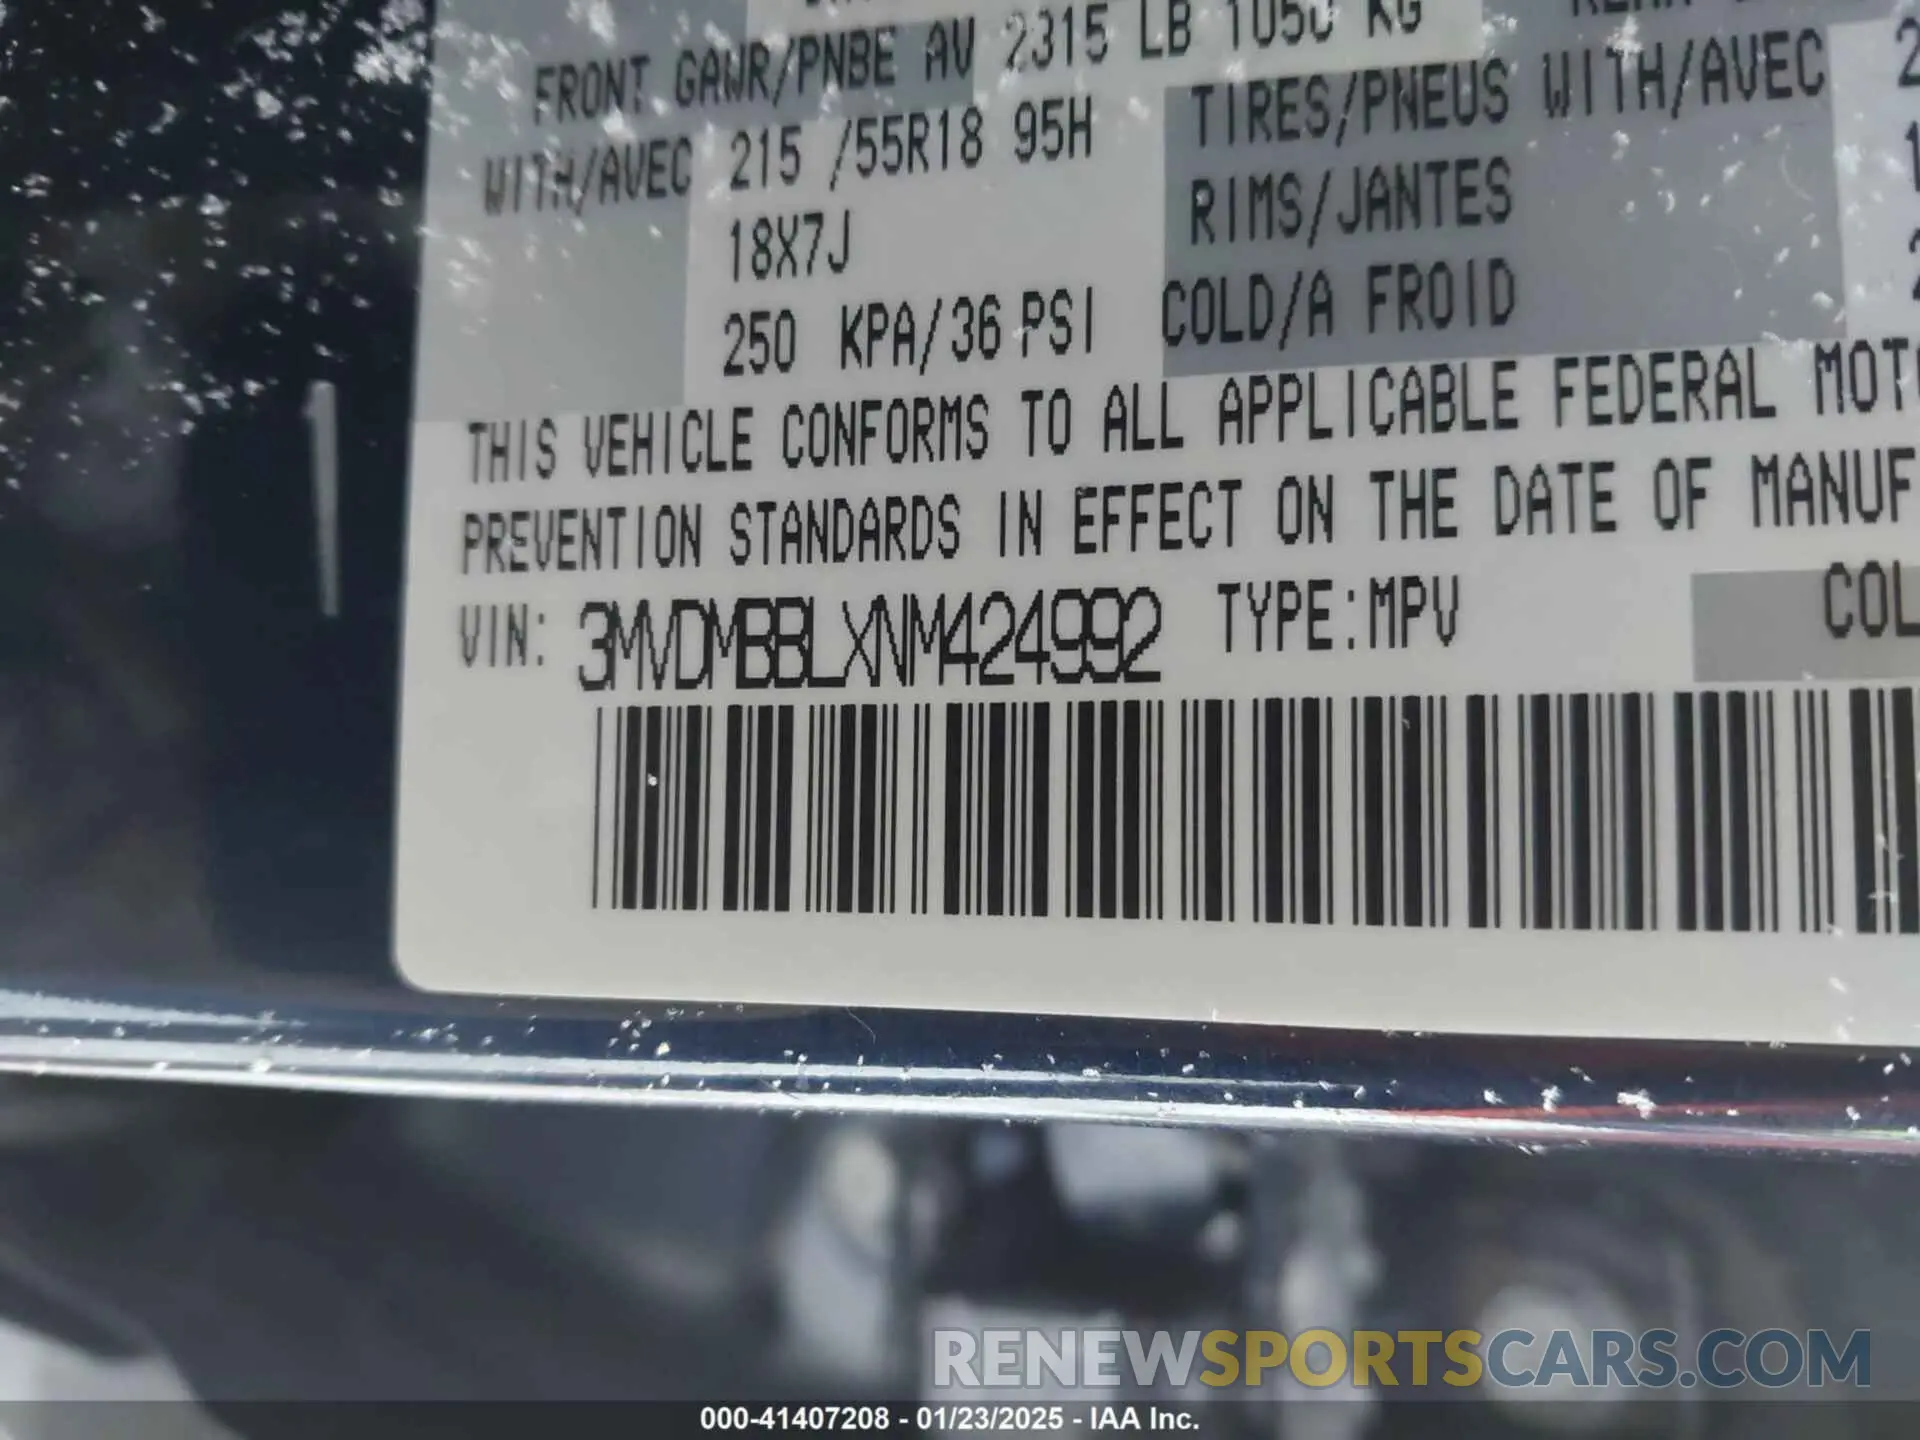 FRONT GAWR/PNBE AV 2315 LB 1050 KG
WITH/AVEC 215 /55R18 95H TIRES/PNEUS WITH/AVEC
18X7J RIMS/JANTES
250 KPA/36 PSI COLD/A FROID
THIS VEHICLE CONFORMS TO ALL APPLICABLE FEDERAL MOT
PREVENTION STANDARDS IN EFFECT ON THE DATE OF MANUF
VIN: 3MVDMBBLXNM424992 TYPE:MPV COL
RENEWSPORTSCARS.COM
000-41407208 - 01/23/2025 - IAA Inc.